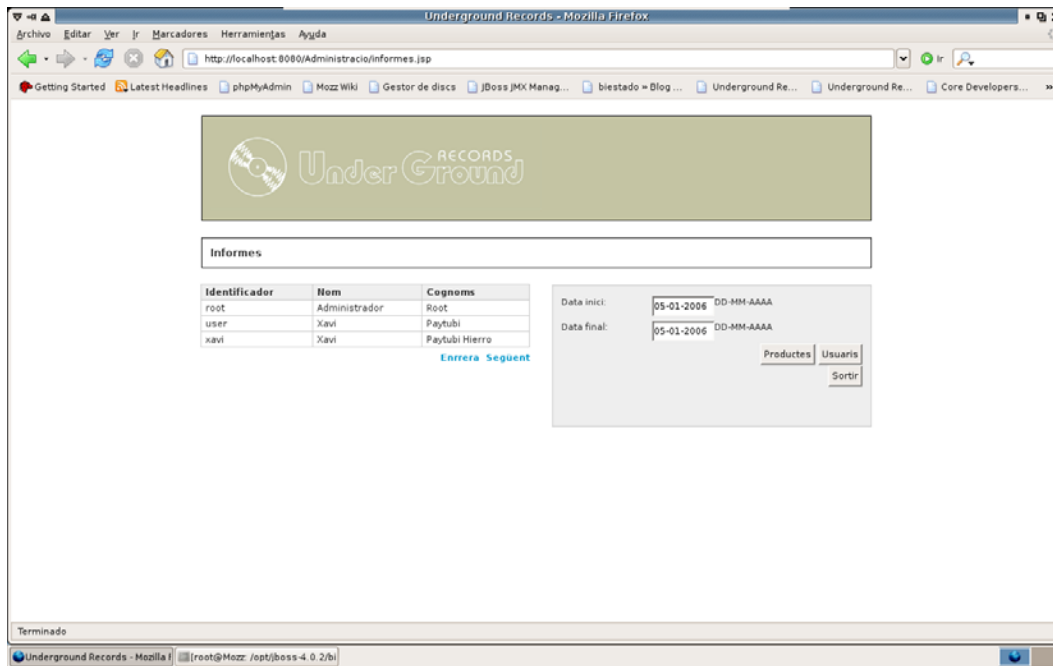 Underground Records - Mozilla Firefox
Archivo Editar Ver Ir Marcadores Herramientas Ayuda
http://localhost:8080/Administracio/informes.jsp
Ir
Getting Started Latest Headlines phpMyAdmin Mozz Wiki Gestor de discs JBoss JMX Manag... biestado » Blog ... Underground Re... Underground Re... Core Developers...
UnderGround RECORDS
Informes
Identificador Nom Cognoms
root Administrador Root
user Xavi Paytubi
xavi Xavi Paytubi Hierro
Enrrera Següent
Data inici: 05-01-2006 DD-MM-AAAA
Data final: 05-01-2006 DD-MM-AAAA
Productes Usuaris
Sortir
Terminado
Underground Records - Mozilla F [root@Mozz: /opt/jboss-4.0.2/bi